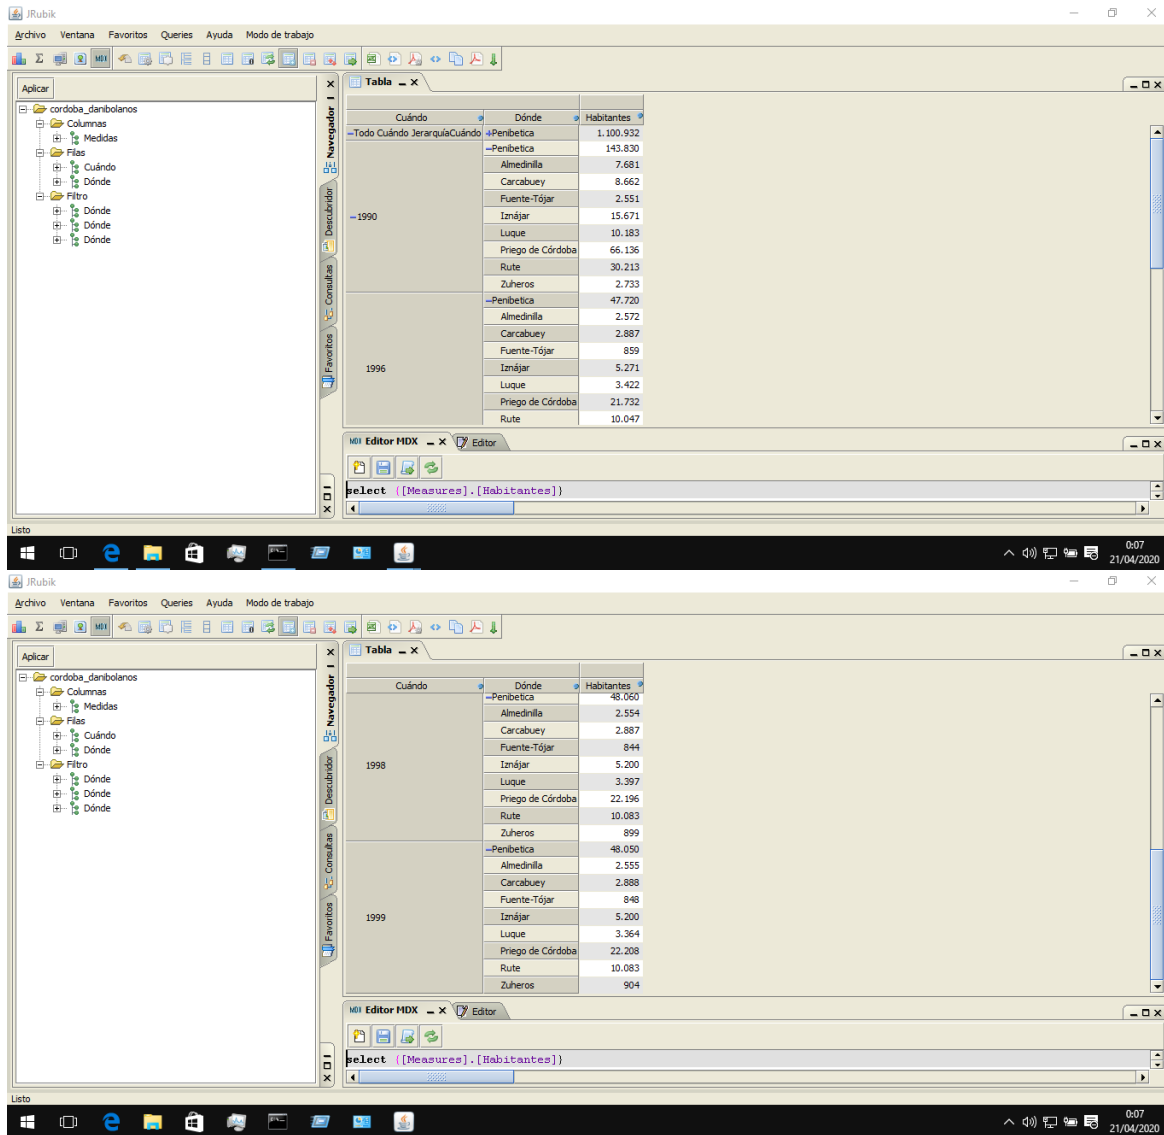 JRubik
Archivo Ventana Favoritos Queries Ayuda Modo de trabajo
Σ MDX
Aplicar
cordoba_danibolanos
Columnas
Medidas
Filas
Cuándo
Dónde
Filtro
Dónde
Dónde
Dónde
Navegador
Descubridor
Consultas
Favoritos
Tabla
Cuándo Dónde Habitantes
Todo Cuándo JerarquíaCuándo Penibetica 1.100.932
1990 Penibetica 143.830
Almedinilla 7.681
Carcabuey 8.662
Fuente-Tójar 2.551
Iznájar 15.671
Luque 10.183
Priego de Córdoba 66.136
Rute 30.213
Zuheros 2.733
1996 Penibetica 47.720
Almedinilla 2.572
Carcabuey 2.887
Fuente-Tójar 859
Iznájar 5.271
Luque 3.422
Priego de Córdoba 21.732
Rute 10.047
MDX Editor MDX Editor
select {[Measures].[Habitantes]}
Listo
0:07
21/04/2020
JRubik
Archivo Ventana Favoritos Queries Ayuda Modo de trabajo
Σ MDX
Aplicar
cordoba_danibolanos
Columnas
Medidas
Filas
Cuándo
Dónde
Filtro
Dónde
Dónde
Dónde
Navegador
Descubridor
Consultas
Favoritos
Tabla
Cuándo Dónde Habitantes
1998 Penibetica 48.060
Almedinilla 2.554
Carcabuey 2.887
Fuente-Tójar 844
Iznájar 5.200
Luque 3.397
Priego de Córdoba 22.196
Rute 10.083
Zuheros 899
1999 Penibetica 48.050
Almedinilla 2.555
Carcabuey 2.888
Fuente-Tójar 848
Iznájar 5.200
Luque 3.364
Priego de Córdoba 22.208
Rute 10.083
Zuheros 904
MDX Editor MDX Editor
select {[Measures].[Habitantes]}
Listo
0:07
21/04/2020